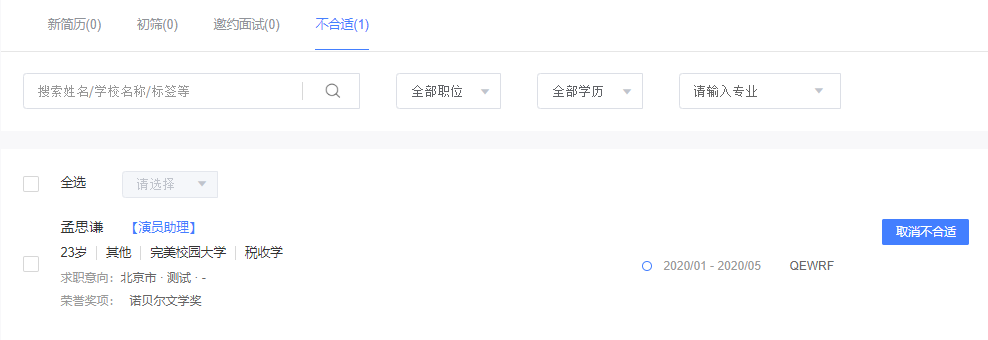 新简历(0) 初筛(0) 邀约面试(0) 不合适(1)
搜索姓名/学校名称/标签等 全部职位 全部学历 请输入专业
全选 请选择
孟思谦 【演员助理】 取消不合适
23岁 其他 完美校园大学 税收学
2020/01 - 2020/05 QEWRF
求职意向: 北京市 · 测试 · -
荣誉奖项: 诺贝尔文学奖